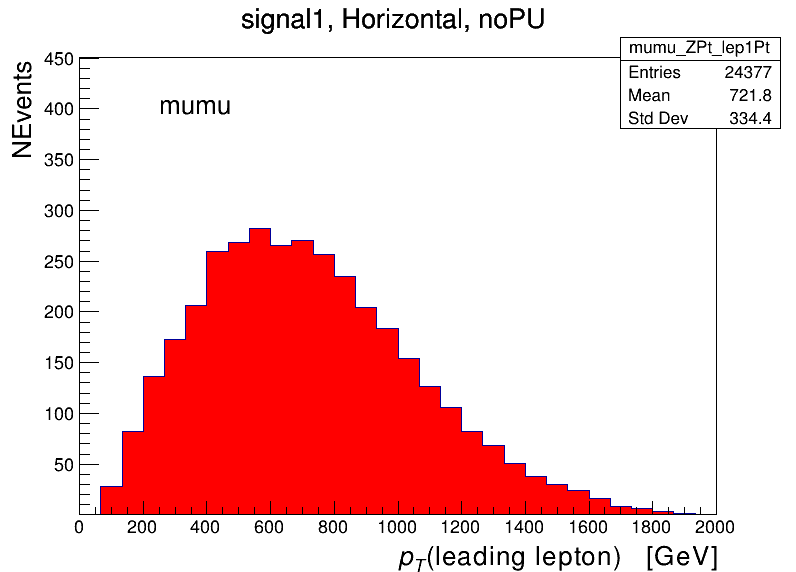 signal1, Horizontal, noPU
mumu_ZPt_lep1Pt
Entries 24377
Mean 721.8
Std Dev 334.4
NEvents
mumu
450
400
350
300
250
200
150
100
50
0 200 400 600 800 1000 1200 1400 1600 1800 2000
p_T(leading lepton) [GeV]